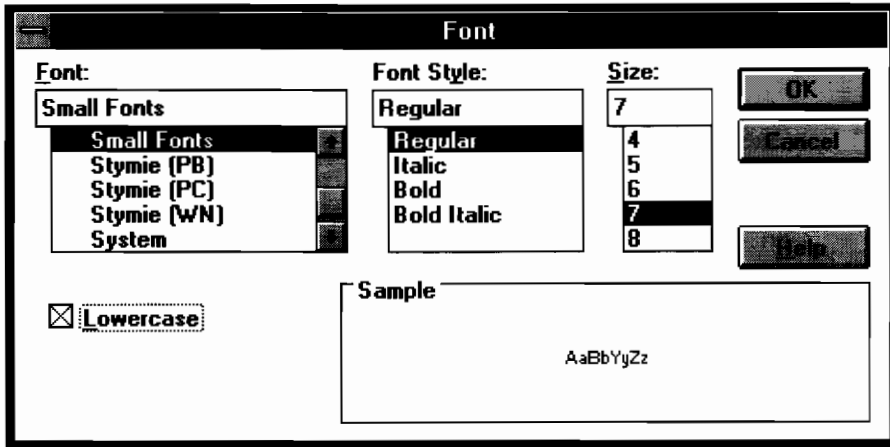 Font
Font:
Small Fonts
Small Fonts
Stymie (PB)
Stymie (PC)
Stymie (WN)
System
Font Style:
Regular
Regular
Italic
Bold
Bold Italic
Size:
7
4
5
6
7
8
OK
Cancel
Help
Lowercase
Sample
AaBbYyZz